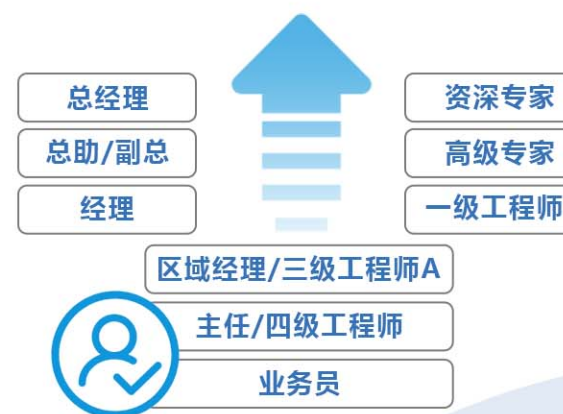 总经理
资深专家
总助/副总
高级专家
经理
一级工程师
区域经理/三级工程师A
主任/四级工程师
业务员